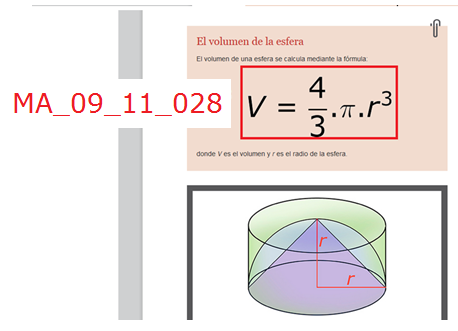 El volumen de la esfera
El volumen de una esfera se calcula mediante la fórmula:
MA_09_11_028
V = 4/3 .π.r³
donde V es el volumen y r es el radio de la esfera.
r
r